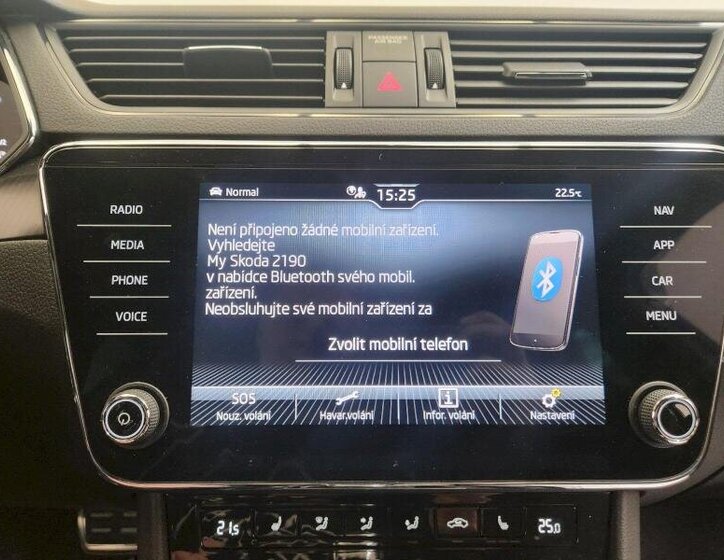 PASSENGER
AIR BAG
Normal 15:25 22.5°C
RADIO
MEDIA
PHONE
VOICE
Není připojeno žádné mobilní zařízení.
Vyhledejte
My Skoda 2190
v nabídce Bluetooth svého mobil.
zařízení.
Neobsluhujte své mobilní zařízení za
Zvolit mobilní telefon
SOS
Nouz. volání
Havar.volání
Infor. volání
Nastavení
NAV
APP
CAR
MENU
21.5
25.0